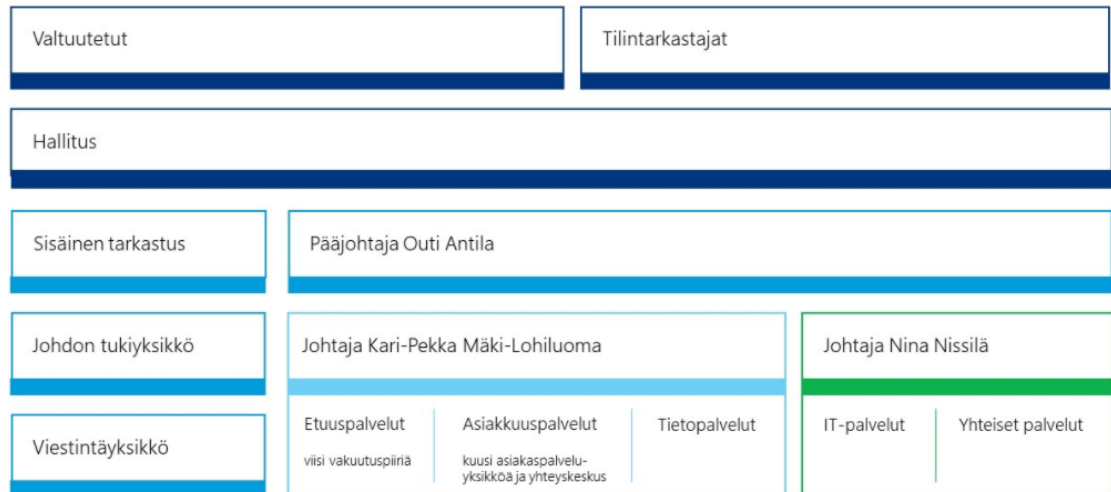 Valtuutetut
Tilintarkastajat
Hallitus
Sisäinen tarkastus
Pääjohtaja Outi Antila
Johdon tukiyksikkö
Johtaja Kari-Pekka Mäki-Lohiluoma
Johtaja Nina Nissilä
Viestintäyksikkö
Etuuspalvelut
viisi vakuutuspiiriä
Asiakkuuspalvelut
kuusi asiakaspalvelu-
yksikköä ja yhteyskeskus
Tietopalvelut
IT-palvelut
Yhteiset palvelut